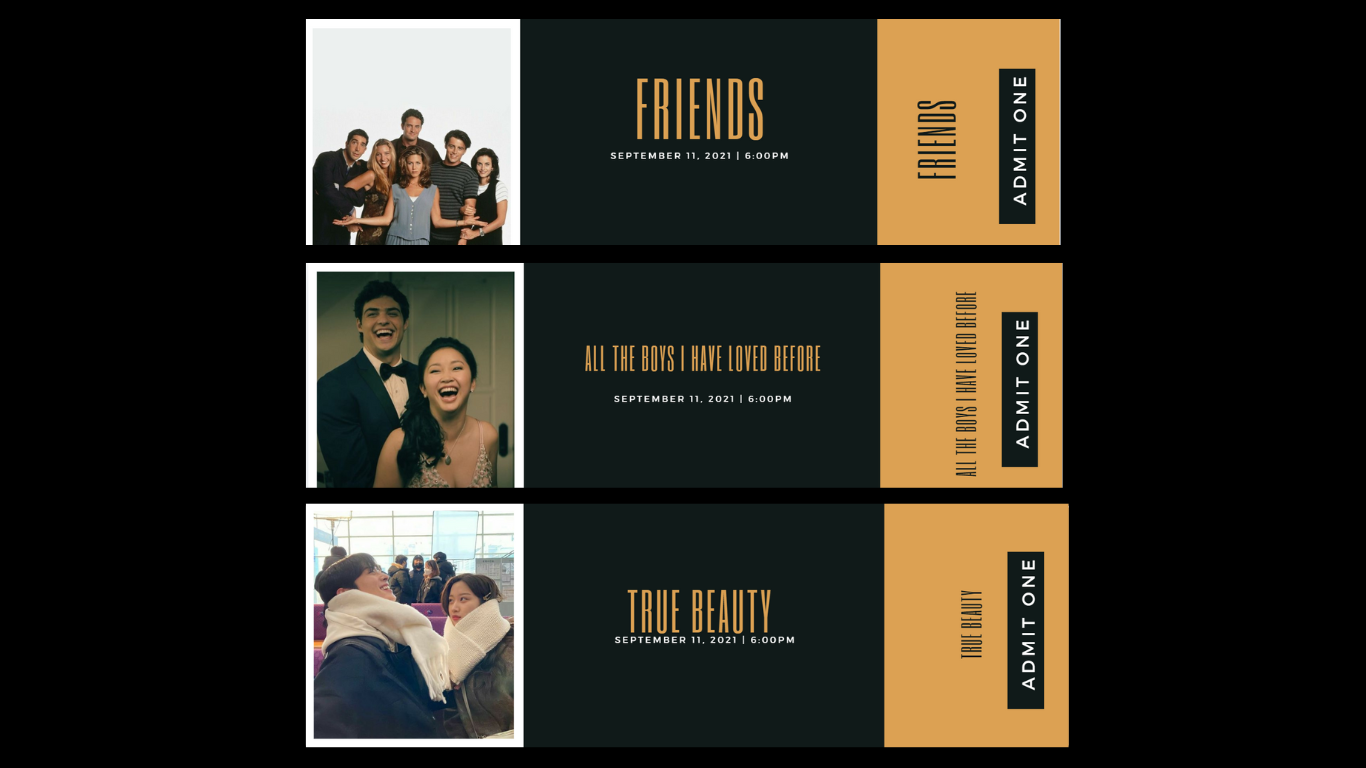 FRIENDS
SEPTEMBER 11, 2021 | 6:00PM
FRIENDS
ADMIT ONE
ALL THE BOYS I HAVE LOVED BEFORE
SEPTEMBER 11, 2021 | 6:00PM
ALL THE BOYS I HAVE LOVED BEFORE
ADMIT ONE
TRUE BEAUTY
SEPTEMBER 11, 2021 | 6:00PM
TRUE BEAUTY
ADMIT ONE